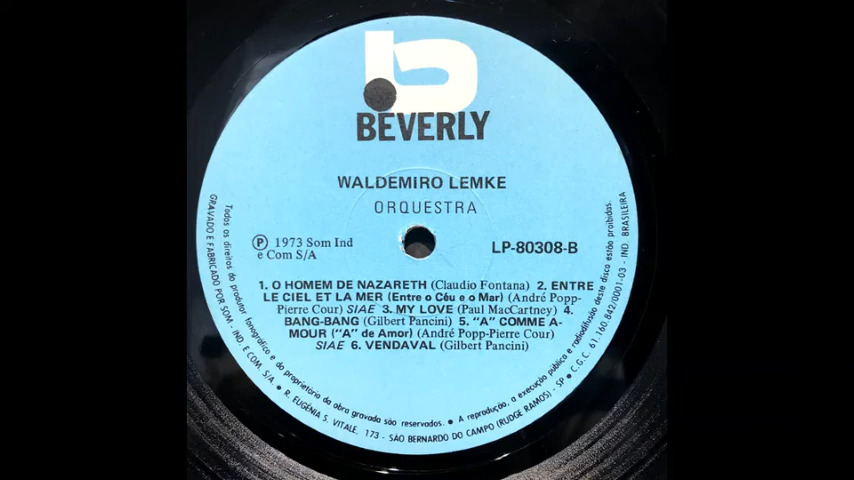 b
BEVERLY
WALDEMIRO LEMKE
ORQUESTRA
Ⓟ 1973 Som Ind
e Com S/A
LP-80308-B
1. O HOMEM DE NAZARETH (Claudio Fontana) 2. ENTRE
LE CIEL ET LA MER (Entre o Céu e o Mar) (André Popp-
Pierre Cour) SIAE 3. MY LOVE (Paul MacCartney) 4.
BANG-BANG (Gilbert Pancini) 5. "A" COMME A-
MOUR ("A" de Amor) (André Popp-Pierre Cour)
SIAE 6. VENDAVAL (Gilbert Pancini)
Todos os direitos do produtor fonográfico e do proprietário da obra gravada são reservados. ● A reprodução, a execução pública e radiodifusão deste disco estão proibidas.
GRAVADO E FABRICADO POR SOM - IND. E COM. S/A. ● R. EUGÊNIA S. VITALE, 173 - SÃO BERNARDO DO CAMPO (RUDGE RAMOS) - SP ● C.G.C. 61.160.842/0001-03 - IND. BRASILEIRA